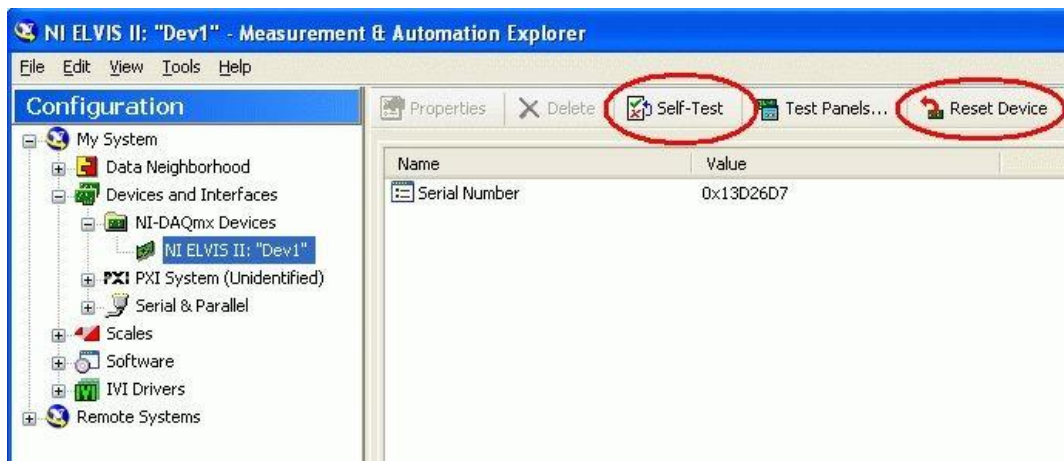 NI ELVIS II: "Dev1" - Measurement & Automation Explorer
File Edit View Tools Help
Configuration
Properties Delete Self-Test Test Panels... Reset Device
My System
Data Neighborhood
Devices and Interfaces
NI-DAQmx Devices
NI ELVIS II: "Dev1"
PXI PXI System (Unidentified)
Serial & Parallel
Scales
Software
IVI Drivers
Remote Systems
Name Value
Serial Number 0x13D26D7